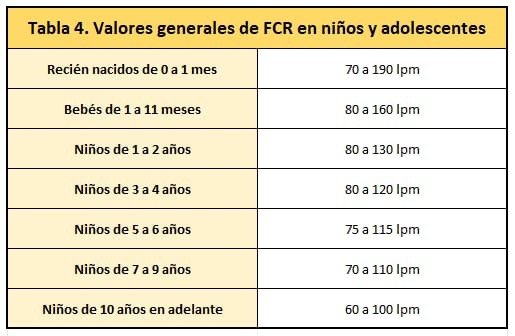 Tabla 4. Valores generales de FCR en niños y adolescentes
Recién nacidos de 0 a 1 mes 70 a 190 lpm
Bebés de 1 a 11 meses 80 a 160 lpm
Niños de 1 a 2 años 80 a 130 lpm
Niños de 3 a 4 años 80 a 120 lpm
Niños de 5 a 6 años 75 a 115 lpm
Niños de 7 a 9 años 70 a 110 lpm
Niños de 10 años en adelante 60 a 100 lpm